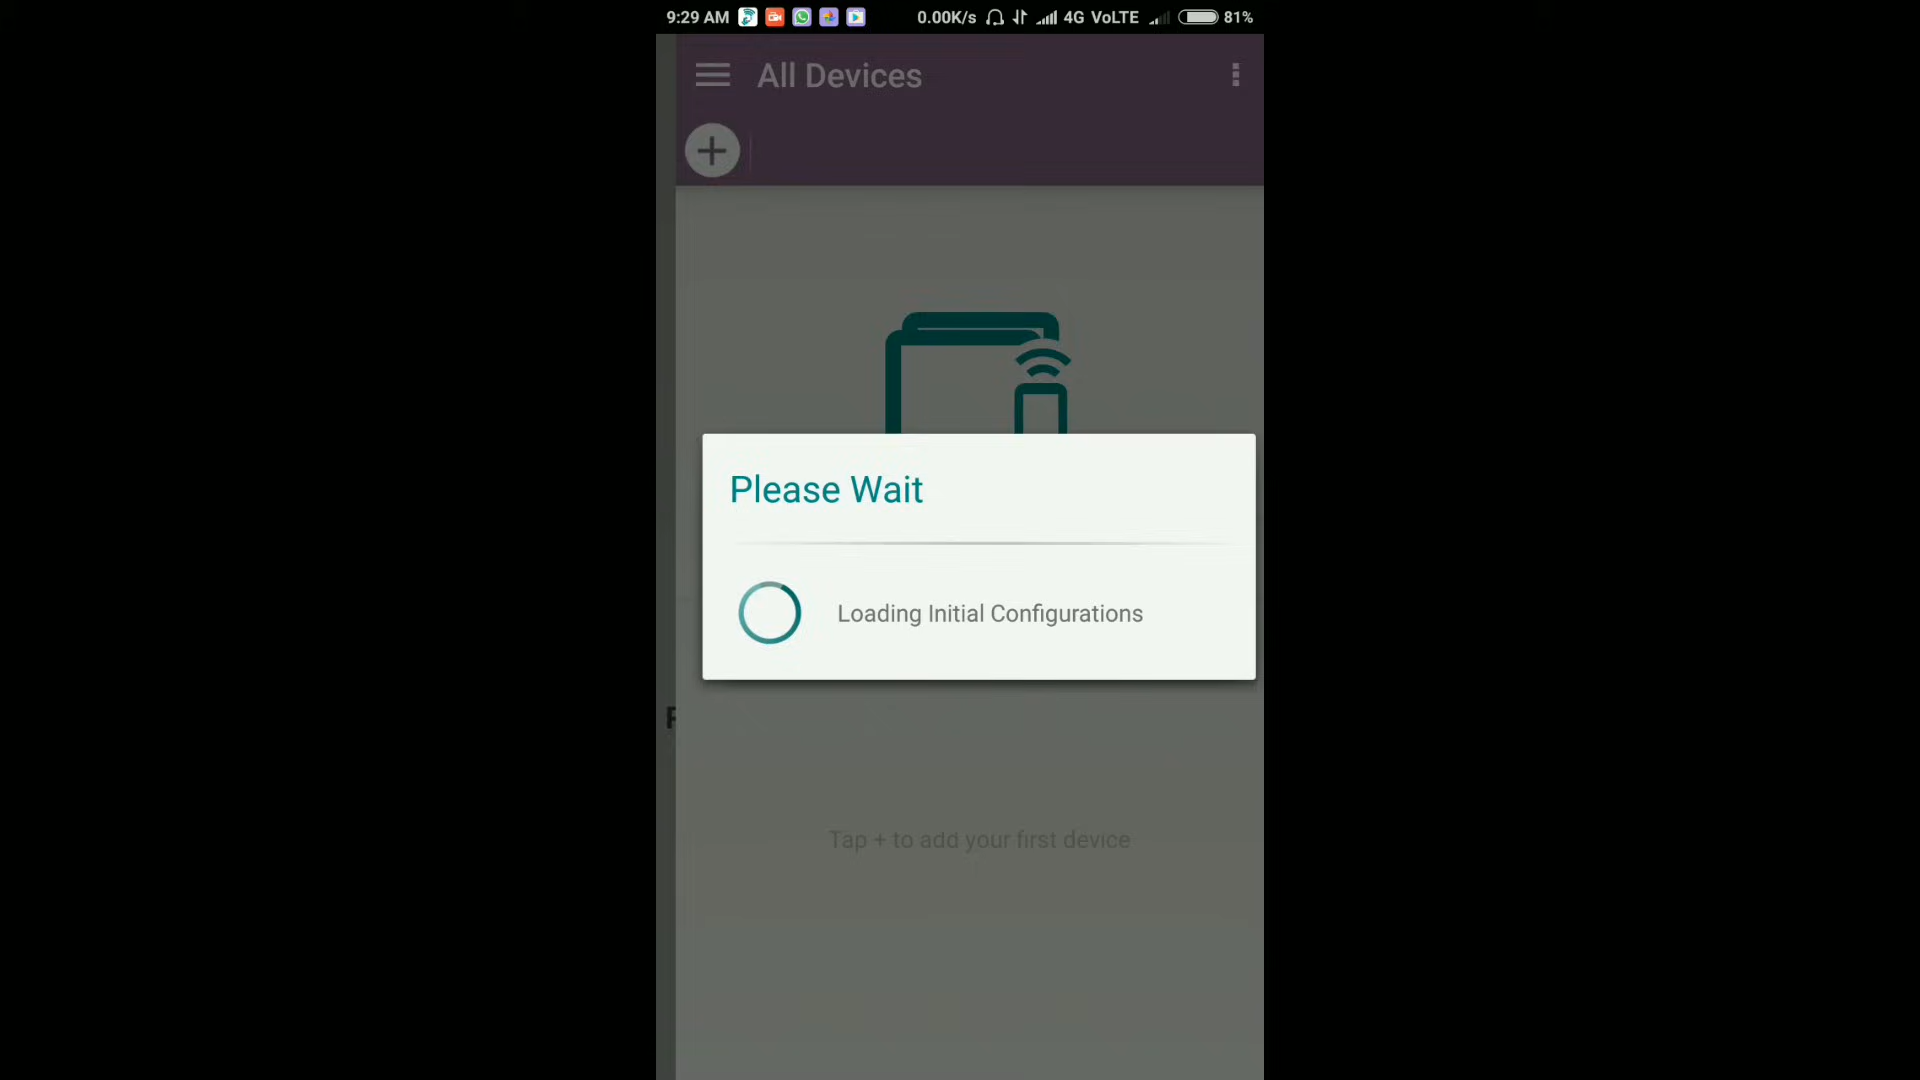 9:29 AM 0.00K/s 4G VoLTE 81%
All Devices
Please Wait
Loading Initial Configurations
Tap + to add your first device